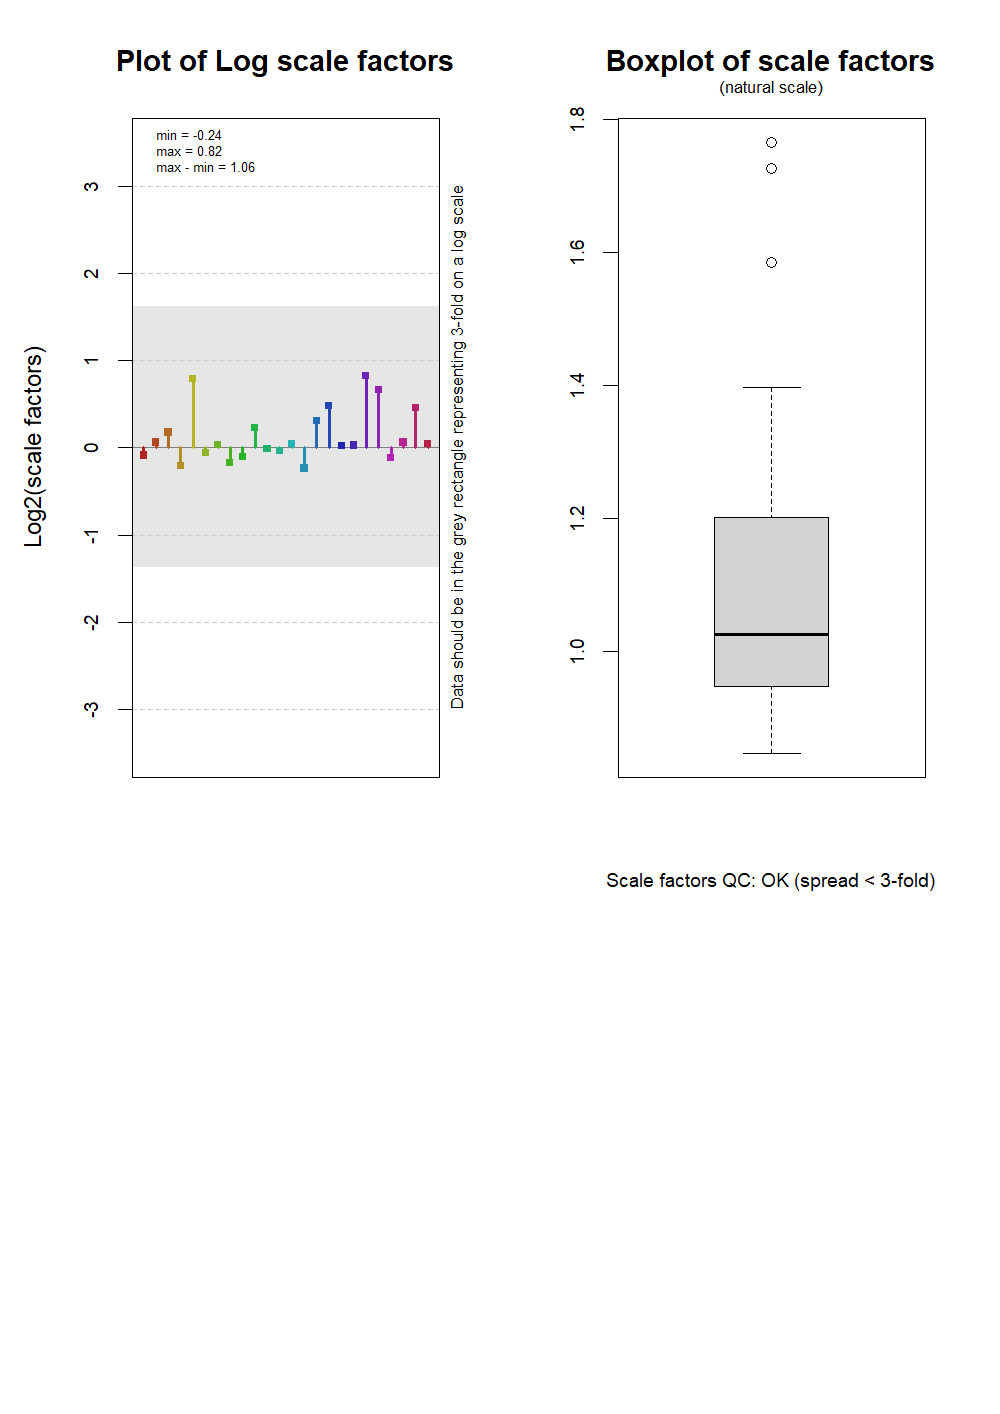 Plot of Log scale factors
min = -0.24
max = 0.82
max - min = 1.06
3
2
1
0
-1
-2
-3
Log2(scale factors)
Data should be in the grey rectangle representing 3-fold on a log scale
Boxplot of scale factors
(natural scale)
1.8
1.6
1.4
1.2
1.0
Scale factors QC: OK (spread < 3-fold)